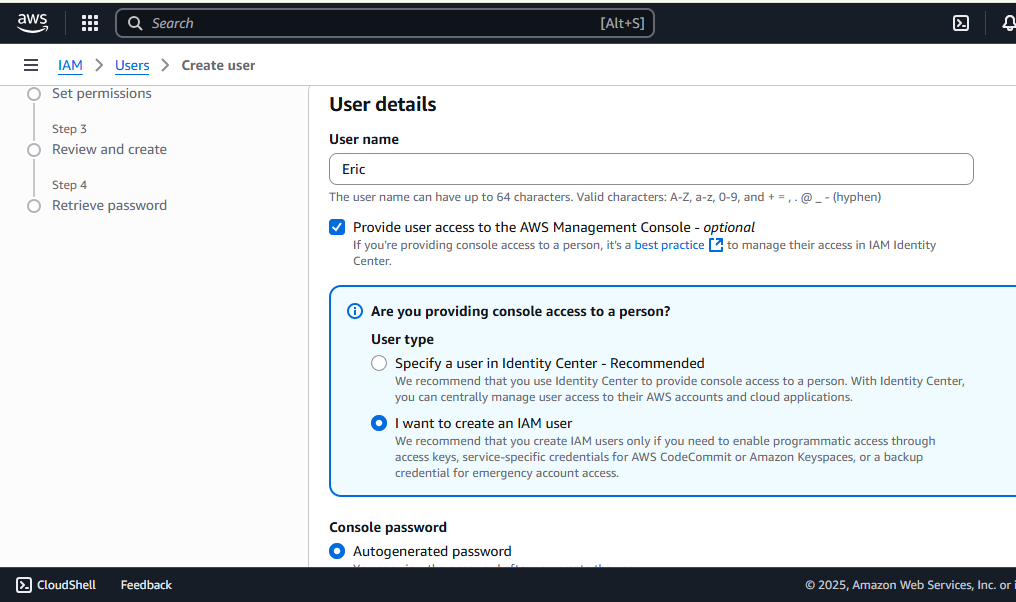 aws
Search
[Alt+S]
IAM > Users > Create user
Set permissions
Step 3
Review and create
Step 4
Retrieve password
User details
User name
Eric
The user name can have up to 64 characters. Valid characters: A-Z, a-z, 0-9, and + = , . @ _ - (hyphen)
Provide user access to the AWS Management Console - optional
If you're providing console access to a person, it's a best practice to manage their access in IAM Identity
Center.
Are you providing console access to a person?
User type
Specify a user in Identity Center - Recommended
We recommend that you use Identity Center to provide console access to a person. With Identity Center,
you can centrally manage user access to their AWS accounts and cloud applications.
I want to create an IAM user
We recommend that you create IAM users only if you need to enable programmatic access through
access keys, service-specific credentials for AWS CodeCommit or Amazon Keyspaces, or a backup
credential for emergency account access.
Console password
Autogenerated password
CloudShell
Feedback
© 2025, Amazon Web Services, Inc. or